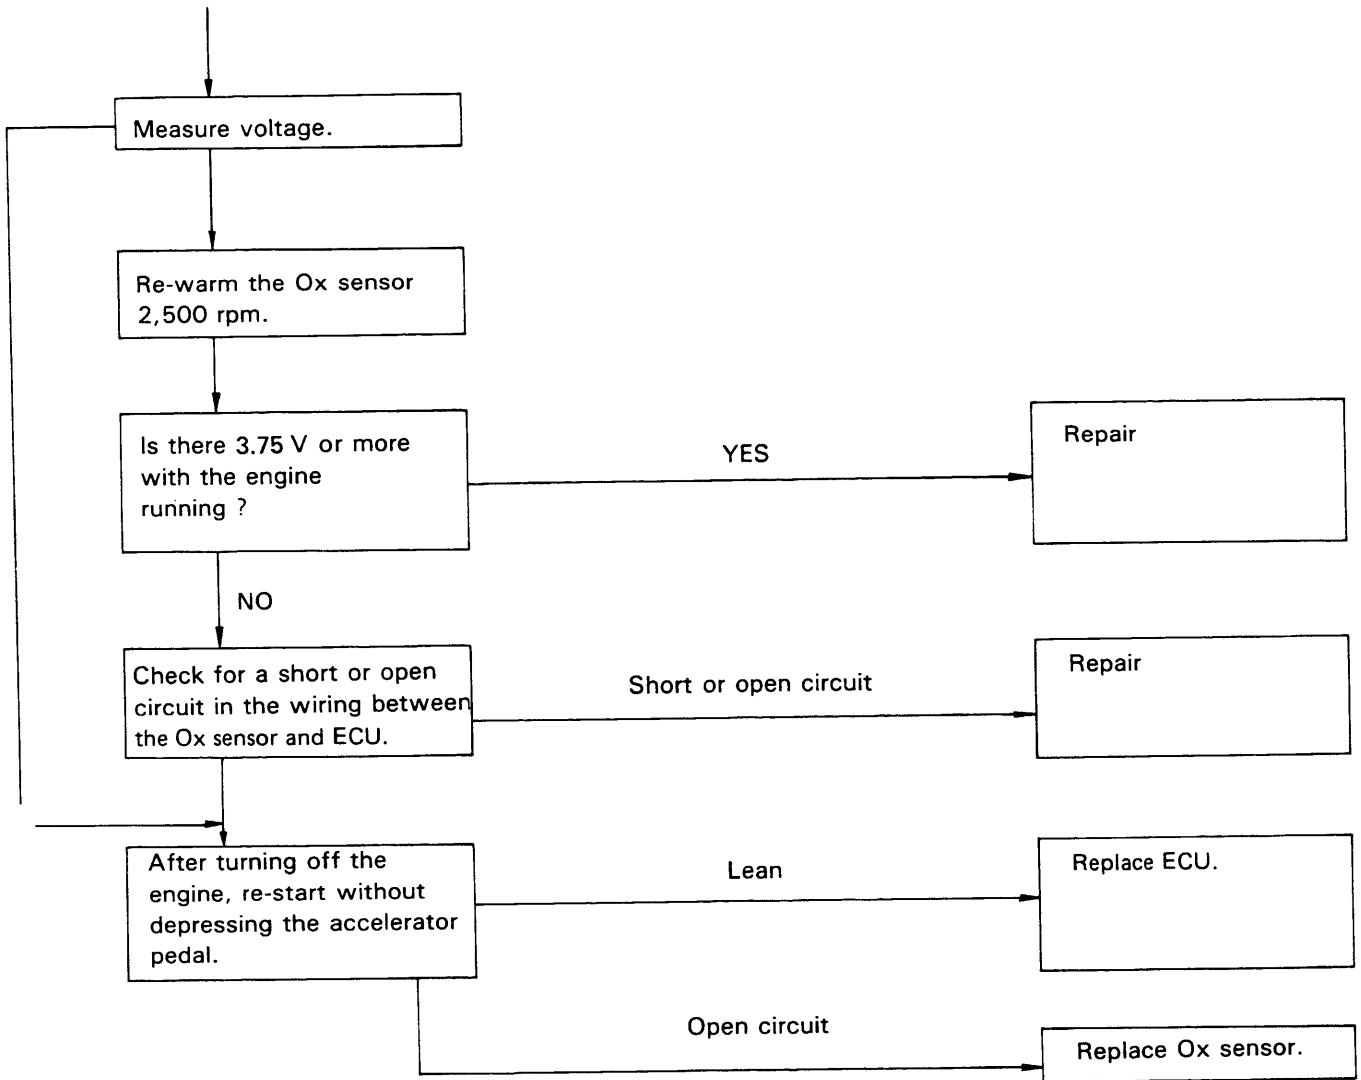 Measure voltage.
Re-warm the Ox sensor
2,500 rpm.
Is there 3.75 V or more
with the engine
running ?
YES
Repair
NO
Check for a short or open
circuit in the wiring between
the Ox sensor and ECU.
Short or open circuit
Repair
After turning off the
engine, re-start without
depressing the accelerator
pedal.
Lean
Replace ECU.
Open circuit
Replace Ox sensor.